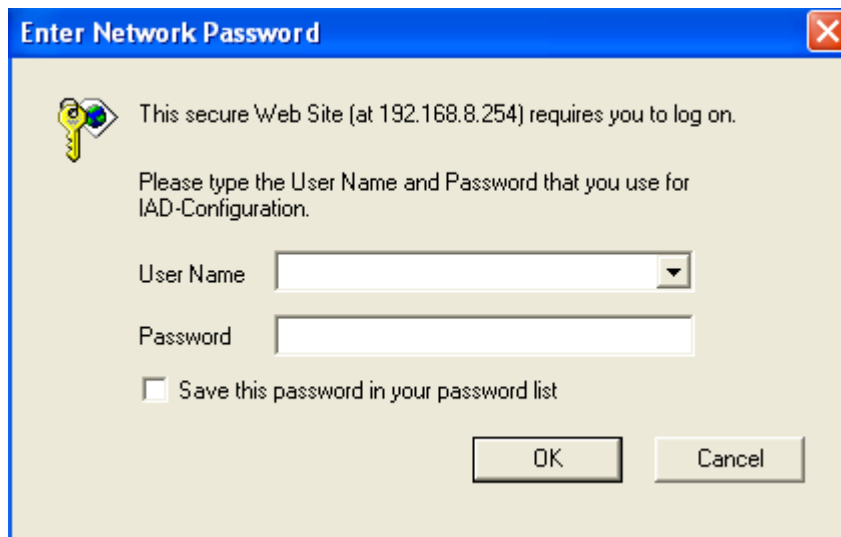 Enter Network Password
This secure Web Site (at 192.168.8.254) requires you to log on.
Please type the User Name and Password that you use for
IAD-Configuration.
User Name
Password
Save this password in your password list
OK Cancel